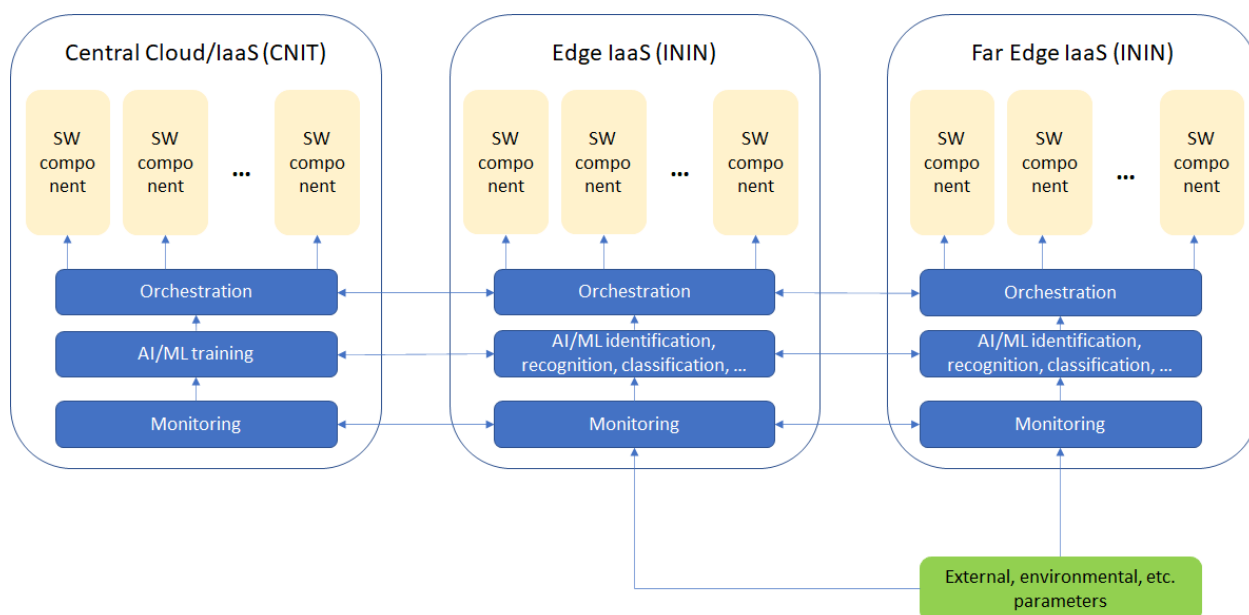 Central Cloud/IaaS (CNIT)
SW
compo
nent
SW
compo
nent
...
SW
compo
nent
Orchestration
AI/ML training
Monitoring
Edge IaaS (ININ)
SW
compo
nent
SW
compo
nent
...
SW
compo
nent
Orchestration
AI/ML identification,
recognition, classification, ...
Monitoring
Far Edge IaaS (ININ)
SW
compo
nent
SW
compo
nent
...
SW
compo
nent
Orchestration
AI/ML identification,
recognition, classification, ...
Monitoring
External, environmental, etc.
parameters